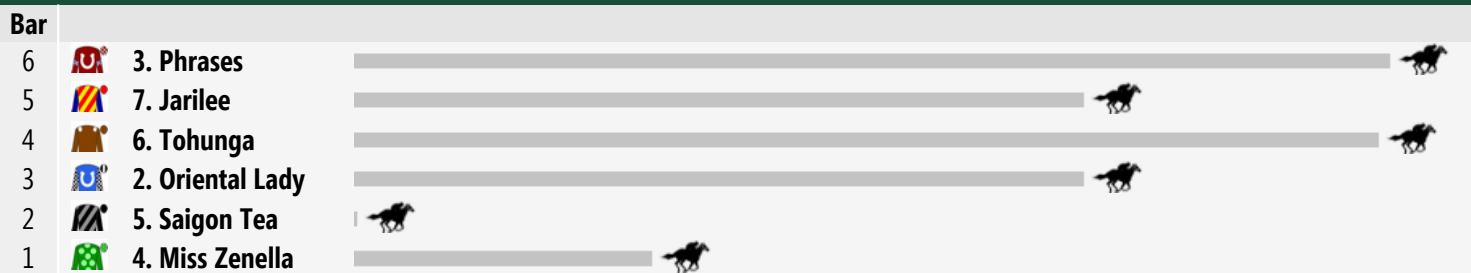 Bar
6 3. Phrases
5 7. Jarilee
4 6. Tohunga
3 2. Oriental Lady
2 5. Saigon Tea
1 4. Miss Zenella